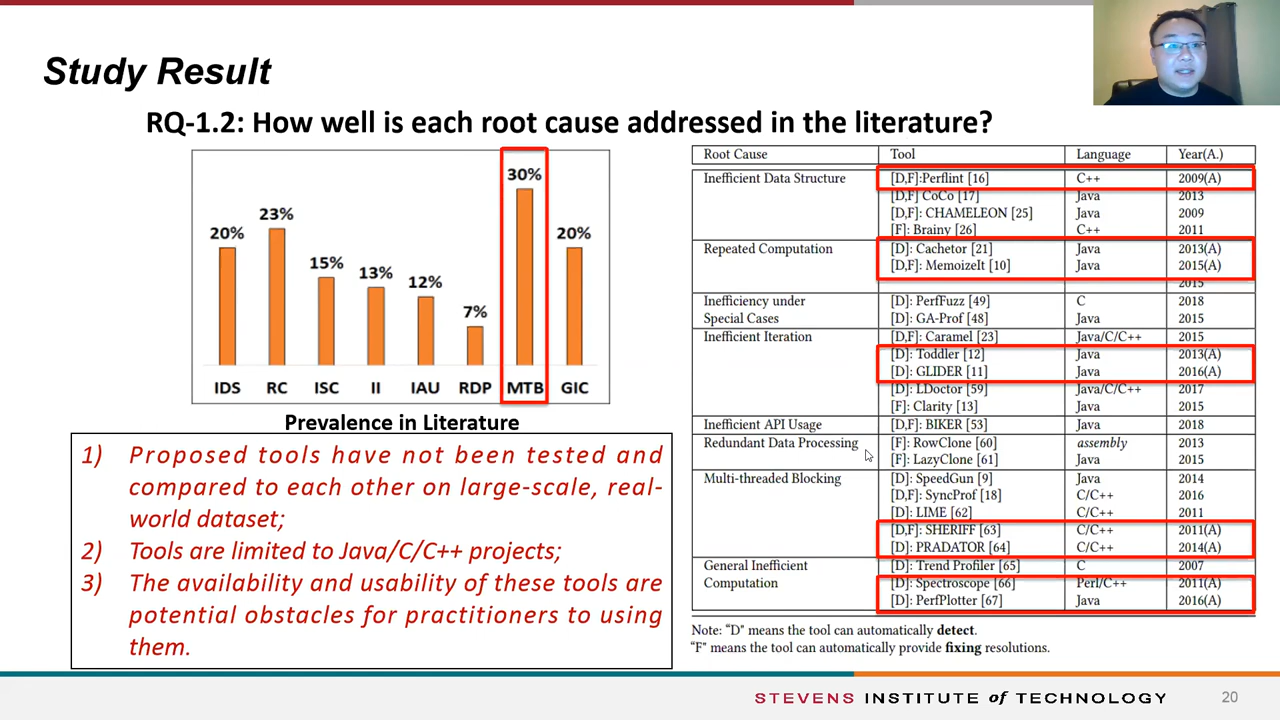 Study Result
RQ-1.2: How well is each root cause addressed in the literature?
30%
23%
20%
20%
15%
13%
12%
7%
IDS RC ISC II IAU RDP MTB GIC
Prevalence in Literature
1) Proposed tools have not been tested and
compared to each other on large-scale, real-
world dataset;
2) Tools are limited to Java/C/C++ projects;
3) The availability and usability of these tools are
potential obstacles for practitioners to using
them.
Root Cause Tool Language Year(A.)
Inefficient Data Structure [D,F]:Perflint [16] C++ 2009(A)
[D,F] CoCo [17] Java 2013
[D,F]: CHAMELEON [25] Java 2009
[F]: Brainy [26] C++ 2011
Repeated Computation [D]: Cachetor [21] Java 2013(A)
[D,F]: MemoizeIt [10] Java 2015(A)
2015
Inefficiency under [D]: PerfFuzz [49] C 2018
Special Cases [D]: GA-Prof [48] Java 2015
Inefficient Iteration [D,F]: Caramel [23] Java/C/C++ 2015
[D]: Toddler [12] Java 2013(A)
[D]: GLIDER [11] Java 2016(A)
[D]: LDoctor [59] Java/C/C++ 2017
[F]: Clarity [13] Java 2015
Inefficient API Usage [D,F]: BIKER [53] Java 2018
Redundant Data Processing [F]: RowClone [60] assembly 2013
[F]: LazyClone [61] Java 2015
Multi-threaded Blocking [D]: SpeedGun [9] Java 2014
[D,F]: SyncProf [18] C/C++ 2016
[D]: LIME [62] C/C++ 2011
[D,F]: SHERIFF [63] C/C++ 2011(A)
[D]: PRADATOR [64] C/C++ 2014(A)
General Inefficient [D]: Trend Profiler [65] C 2007
Computation [D]: Spectroscope [66] Perl/C++ 2011(A)
[D]: PerfPlotter [67] Java 2016(A)
Note: "D" means the tool can automatically detect.
"F" means the tool can automatically provide fixing resolutions.
STEVENS INSTITUTE of TECHNOLOGY 20